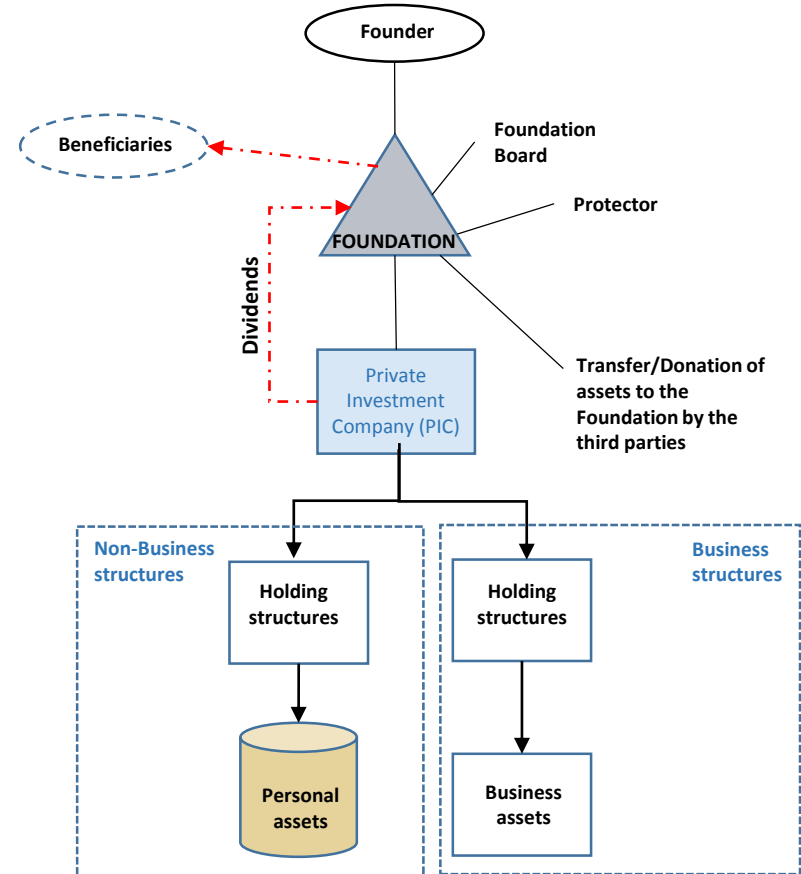 Founder
Beneficiaries
Foundation
Board
Protector
FOUNDATION
Dividends
Private
Investment
Company (PIC)
Transfer/Donation of
assets to the
Foundation by the
third parties
Non-Business
structures
Business
structures
Holding
structures
Holding
structures
Personal
assets
Business
assets